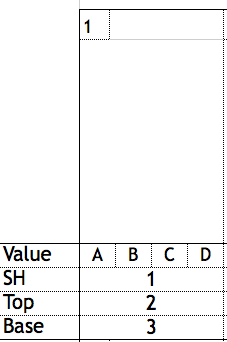 1
Value A B C D
SH 1
Top 2
Base 3